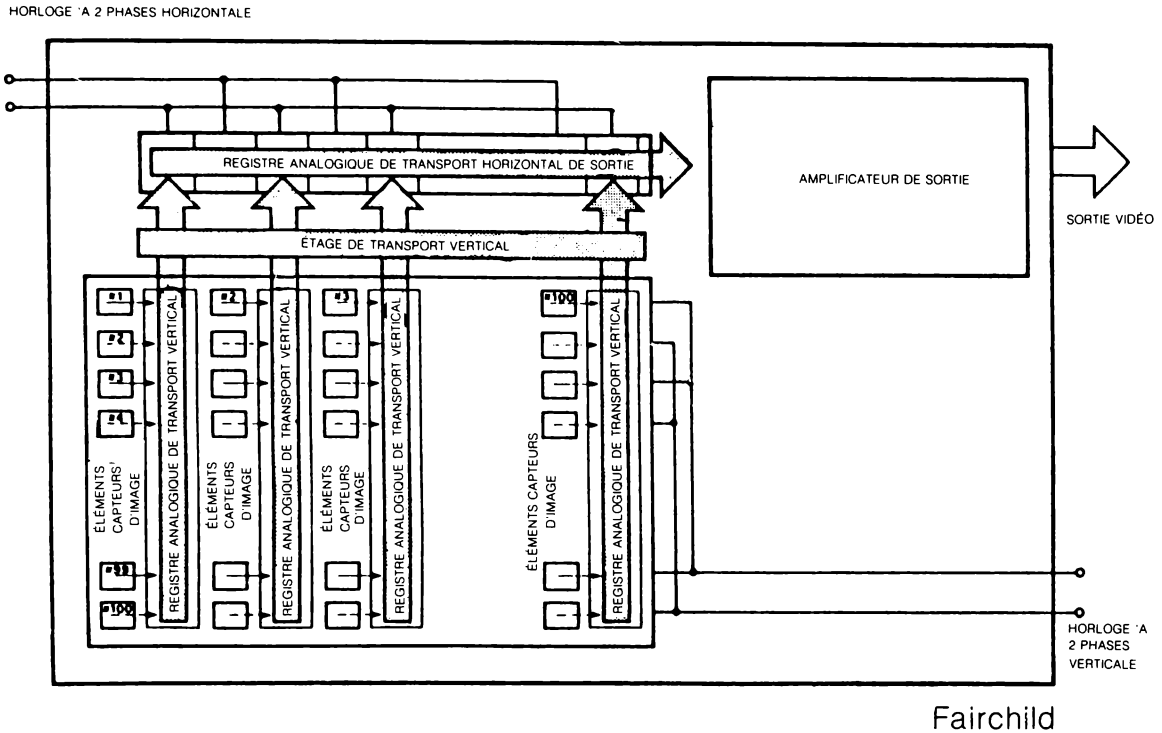 HORLOGE 'A 2 PHASES HORIZONTALE
REGISTRE ANALOGIQUE DE TRANSPORT HORIZONTAL DE SORTIE
AMPLIFICATEUR DE SORTIE
SORTIE VIDÉO
ÉTAGE DE TRANSPORT VERTICAL
#1
#2
#3
#100
#2
#3
#4
#99
#100
ÉLÉMENTS
CAPTEURS
D'IMAGE
REGISTRE ANALOGIQUE DE TRANSPORT VERTICAL
ÉLÉMENTS
CAPTEURS
D'IMAGE
REGISTRE ANALOGIQUE DE TRANSPORT VERTICAL
ÉLÉMENTS
CAPTEURS
D'IMAGE
REGISTRE ANALOGIQUE DE TRANSPORT VERTICAL
ÉLÉMENTS CAPTEURS
D'IMAGE
REGISTRE ANALOGIQUE DE TRANSPORT VERTICAL
HORLOGE 'A
2 PHASES
VERTICALE
Fairchild